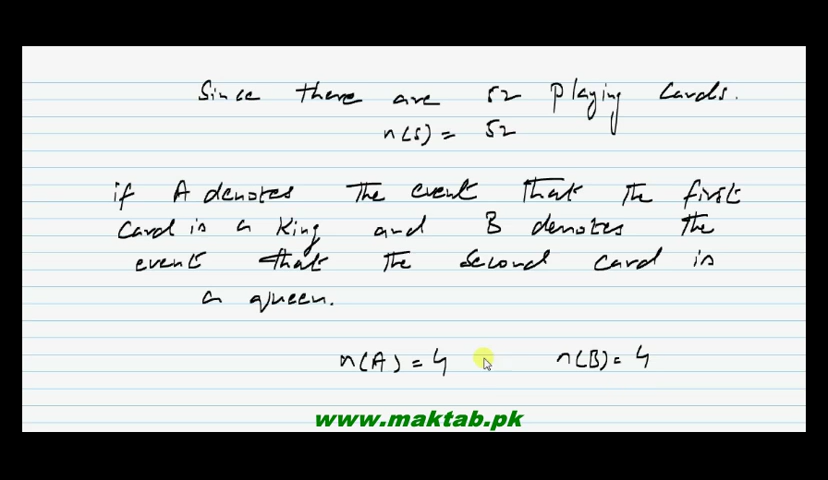 Since there are 52 playing cards.
n(S) = 52
if A denotes the event that the first
card is a King and B denotes the
event that the second card is
a queen.
n(A) = 4 n(B) = 4
www.maktab.pk